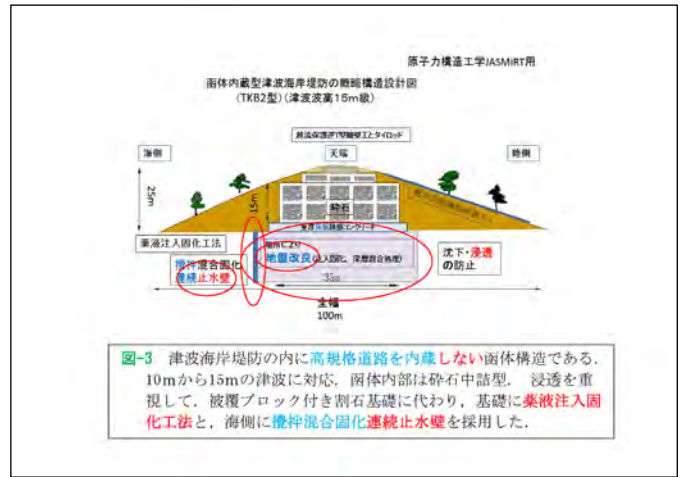 原子力構造工学JASMiRT用
函体内蔵型津波海岸堤防の概略構造設計図
(TKB2型)(津波波高15m級)
海側
天端
陸側
25m
15m
砕石
薬液注入固化工法
攪拌混合固化
連続止水壁
地盤改良
沈下・浸透
の防止
35m
全幅
100m
図-3 津波海岸堤防の内に高規格道路を内蔵しない函体構造である.
10mから15mの津波に対応. 函体内部は砕石中詰型. 浸透を重
視して, 被覆ブロック付き割石基礎に代わり, 基礎に薬液注入固
化工法と, 海側に攪拌混合固化連続止水壁を採用した.